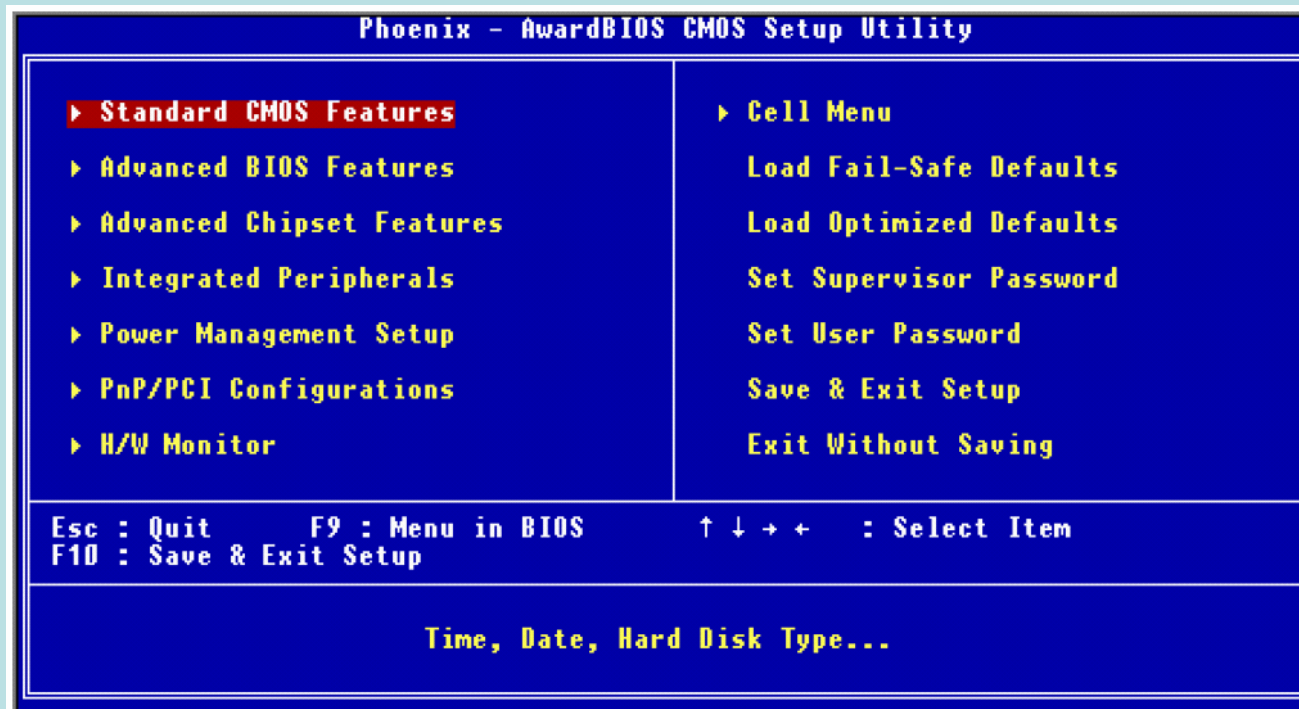 Phoenix - AwardBIOS CMOS Setup Utility
Standard CMOS Features
Advanced BIOS Features
Advanced Chipset Features
Integrated Peripherals
Power Management Setup
PnP/PCI Configurations
H/W Monitor
Cell Menu
Load Fail-Safe Defaults
Load Optimized Defaults
Set Supervisor Password
Set User Password
Save & Exit Setup
Exit Without Saving
Esc : Quit F9 : Menu in BIOS ↑ ↓ → ← : Select Item
F10 : Save & Exit Setup
Time, Date, Hard Disk Type...